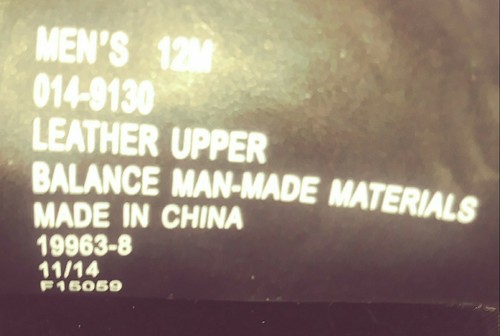 MEN'S 12M
014-9130
LEATHER UPPER
BALANCE MAN-MADE MATERIALS
MADE IN CHINA
19963-8
11/14
F15059